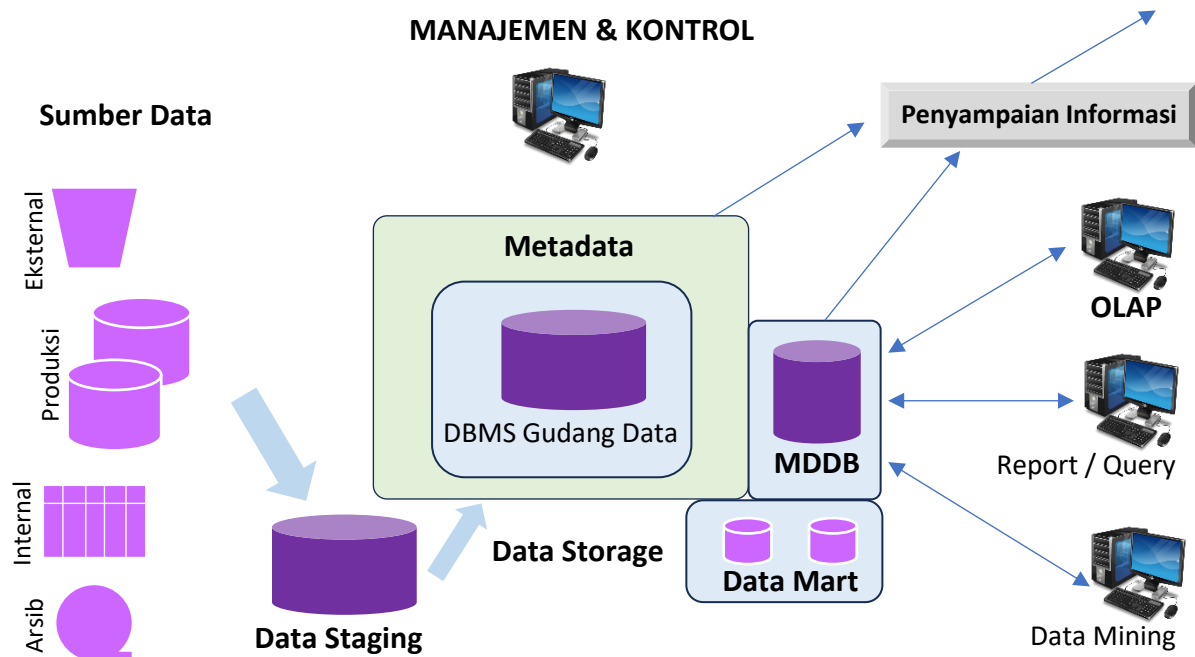 MANAJEMEN & KONTROL
Sumber Data
Penyampaian Informasi
Eksternal
Produksi
Internal
Arsib
Metadata
DBMS Gudang Data
MDDB
Data Storage
Data Mart
Data Staging
OLAP
Report / Query
Data Mining